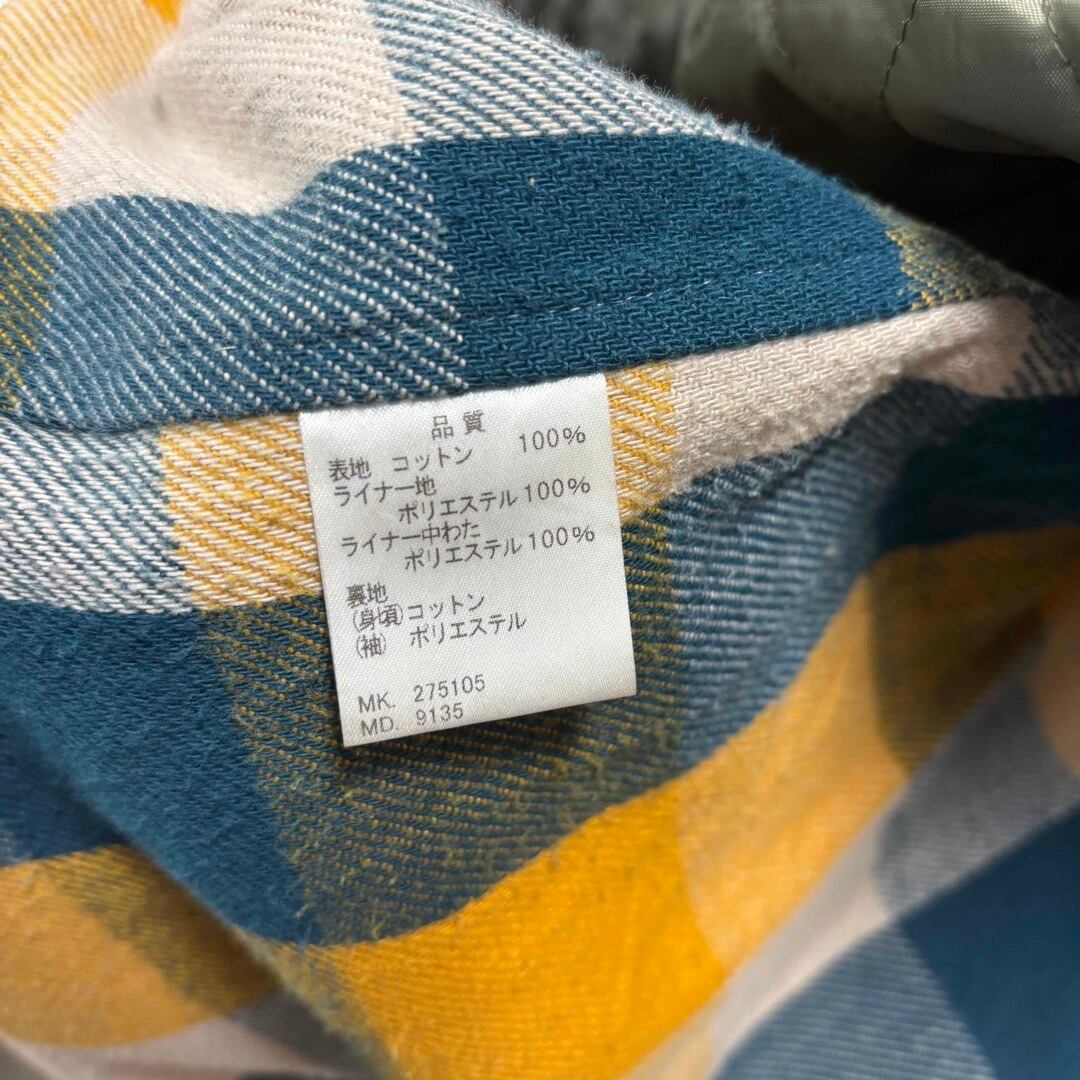 品質
表地 コットン 100%
ライナー地
ポリエステル 100%
ライナー中わた
ポリエステル 100%
裏地
(身頃) コットン
(袖) ポリエステル
MK. 275105
MD. 9135